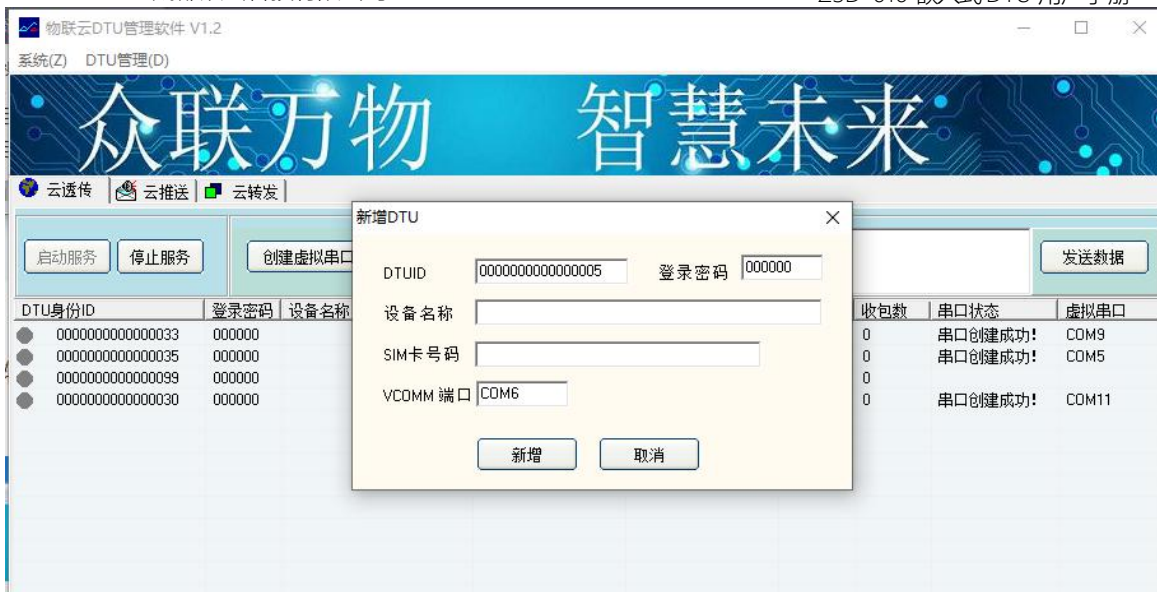 物联云DTU管理软件 V1.2
系统(Z) DTU管理(D)
众联万物 智慧未来
云透传 云推送 云转发
新增DTU
启动服务 停止服务 创建虚拟串口 发送数据
DTUID 0000000000000005 登录密码 000000
设备名称
SIM卡号码
VCOMM 端口 COM6
新增 取消
DTU身份ID 登录密码 设备名称 收包数 串口状态 虚拟串口
0000000000000033 000000 0 串口创建成功! COM9
0000000000000035 000000 0 串口创建成功! COM5
0000000000000099 000000 0
0000000000000030 000000 0 串口创建成功! COM11